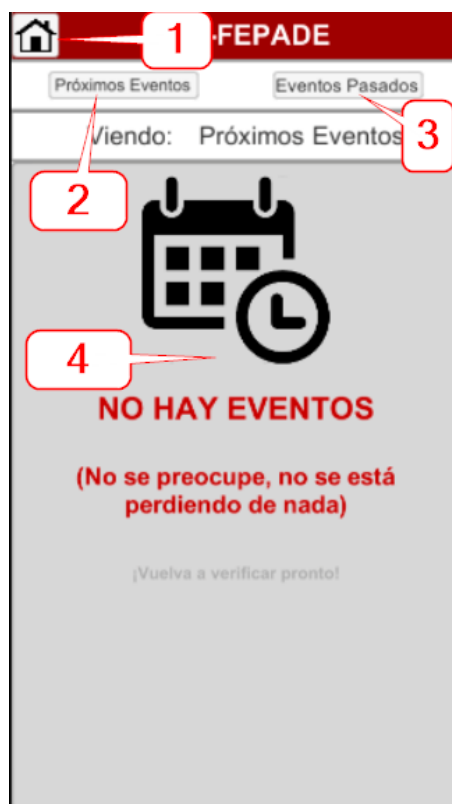 1
-FEPADE
Próximos Eventos
Eventos Pasados
Viendo: Próximos Eventos
3
2
4
NO HAY EVENTOS
(No se preocupe, no se está
perdiendo de nada)
¡Vuelva a verificar pronto!